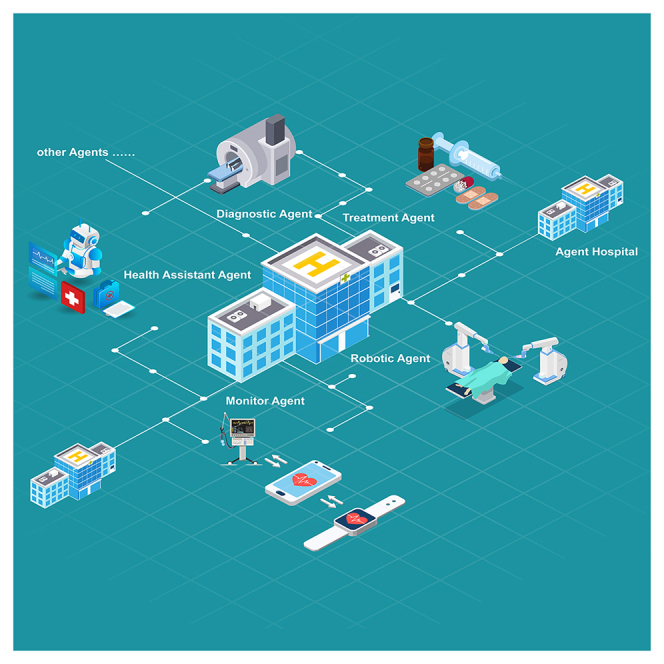 other Agents ......
Diagnostic Agent
Treatment Agent
Agent Hospital
Health Assistant Agent
Robotic Agent
Monitor Agent
H
H
H